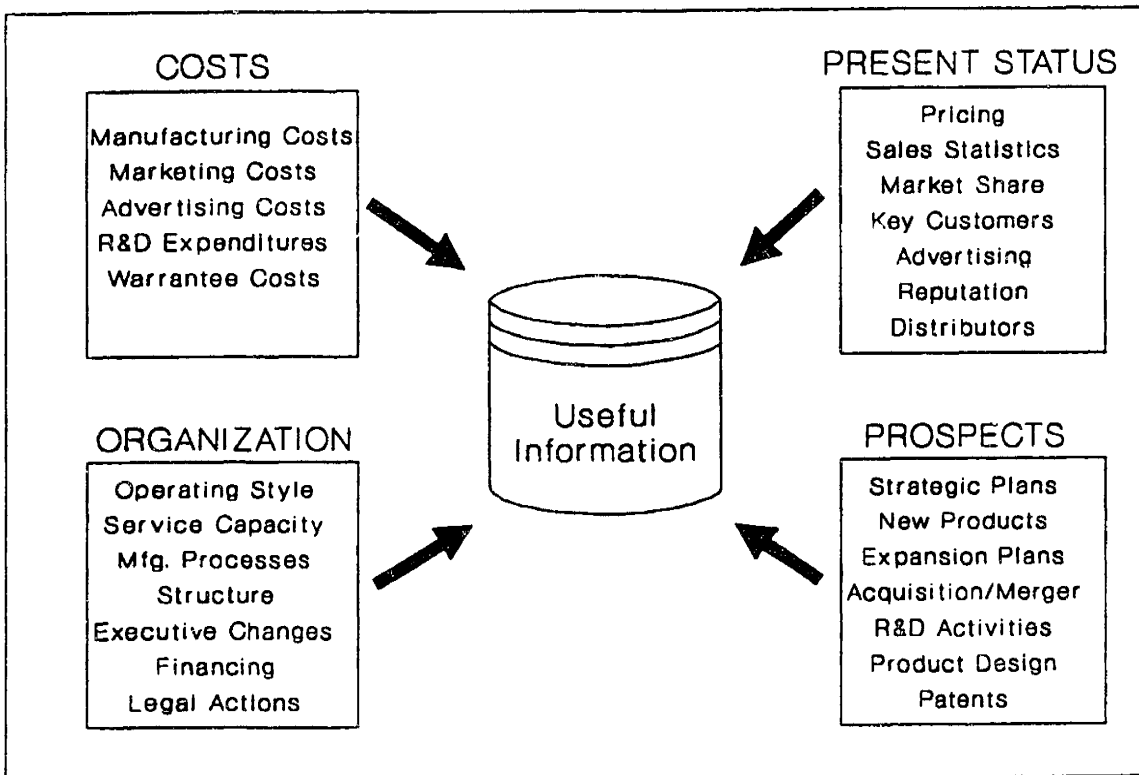 COSTS
Manufacturing Costs
Marketing Costs
Advertising Costs
R&D Expenditures
Warrantee Costs
PRESENT STATUS
Pricing
Sales Statistics
Market Share
Key Customers
Advertising
Reputation
Distributors
Useful
Information
ORGANIZATION
Operating Style
Service Capacity
Mfg. Processes
Structure
Executive Changes
Financing
Legal Actions
PROSPECTS
Strategic Plans
New Products
Expansion Plans
Acquisition/Merger
R&D Activities
Product Design
Patents